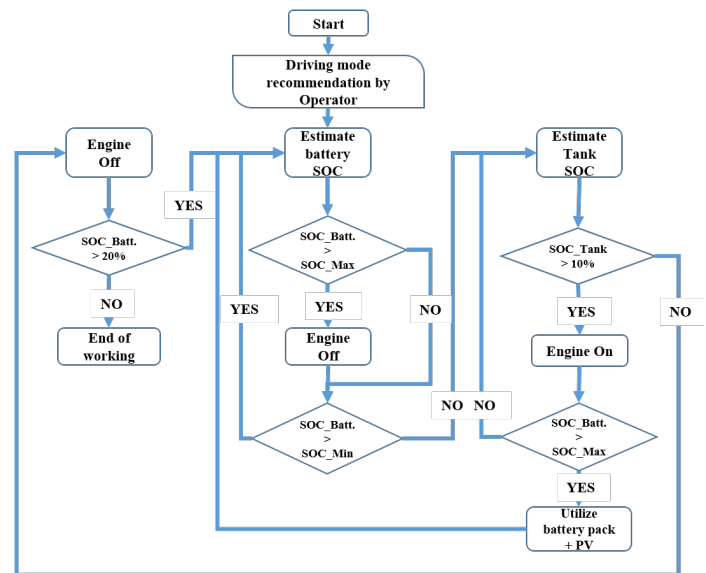 Start
Driving mode
recommendation by
Operator
Engine
Off
Estimate
battery
SOC
Estimate
Tank
SOC
YES
SOC_Batt.
> 20%
SOC_Batt.
>
SOC_Max
SOC_Tank
> 10%
NO
YES
YES
NO
YES
NO
End of
working
Engine
Off
Engine On
SOC_Batt.
>
SOC_Min
NO
NO
SOC_Batt.
>
SOC_Max
YES
Utilize
battery pack
+ PV